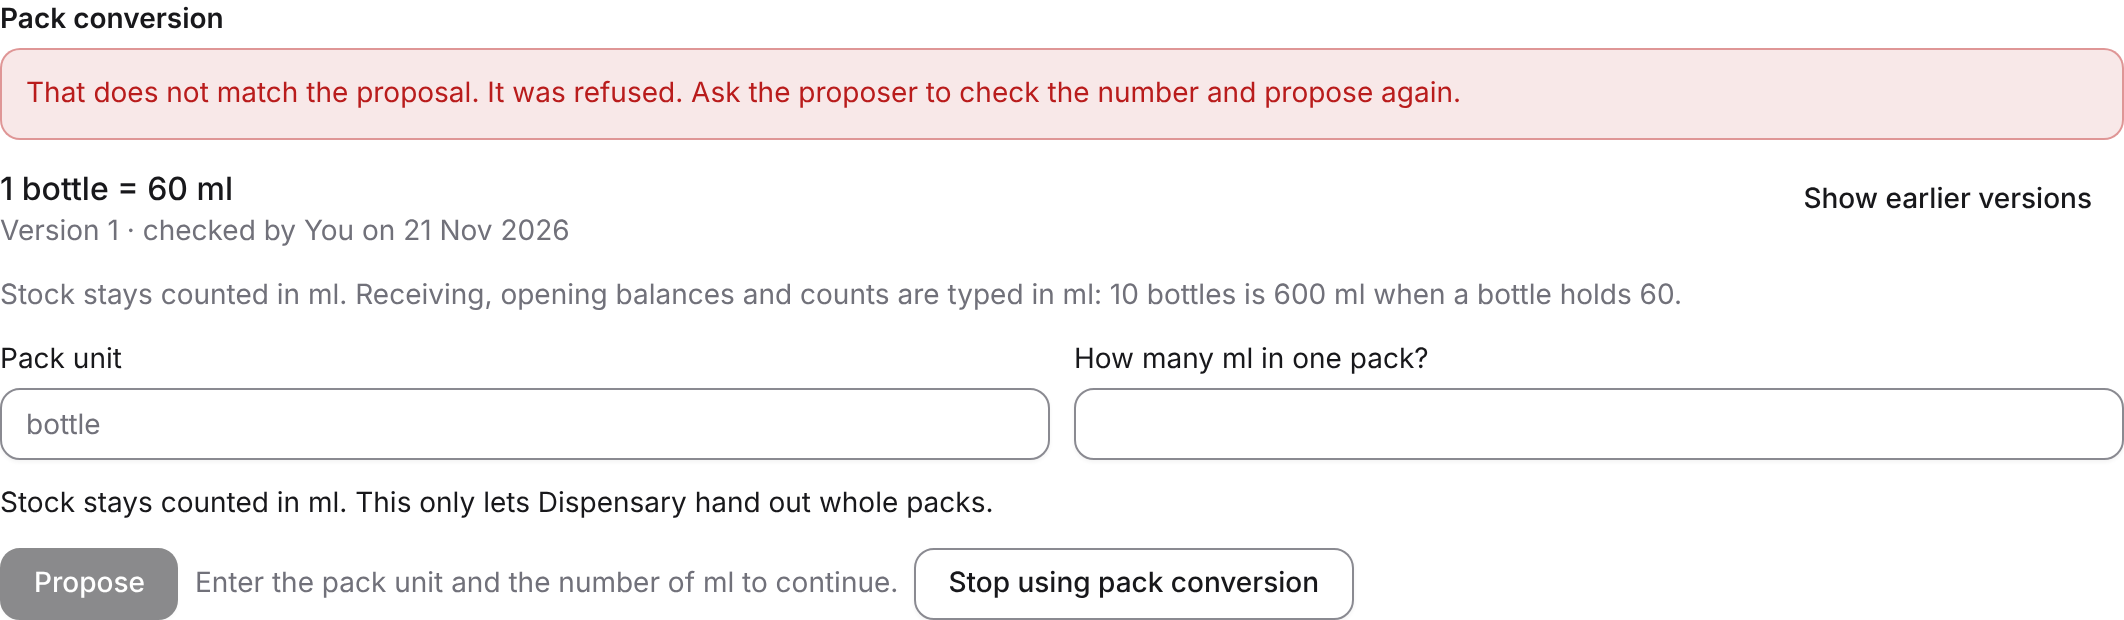 Pack conversion
That does not match the proposal. It was refused. Ask the proposer to check the number and propose again.
1 bottle = 60 ml
Show earlier versions
Version 1 · checked by You on 21 Nov 2026
Stock stays counted in ml. Receiving, opening balances and counts are typed in ml: 10 bottles is 600 ml when a bottle holds 60.
Pack unit
How many ml in one pack?
bottle
Stock stays counted in ml. This only lets Dispensary hand out whole packs.
Propose
Enter the pack unit and the number of ml to continue.
Stop using pack conversion